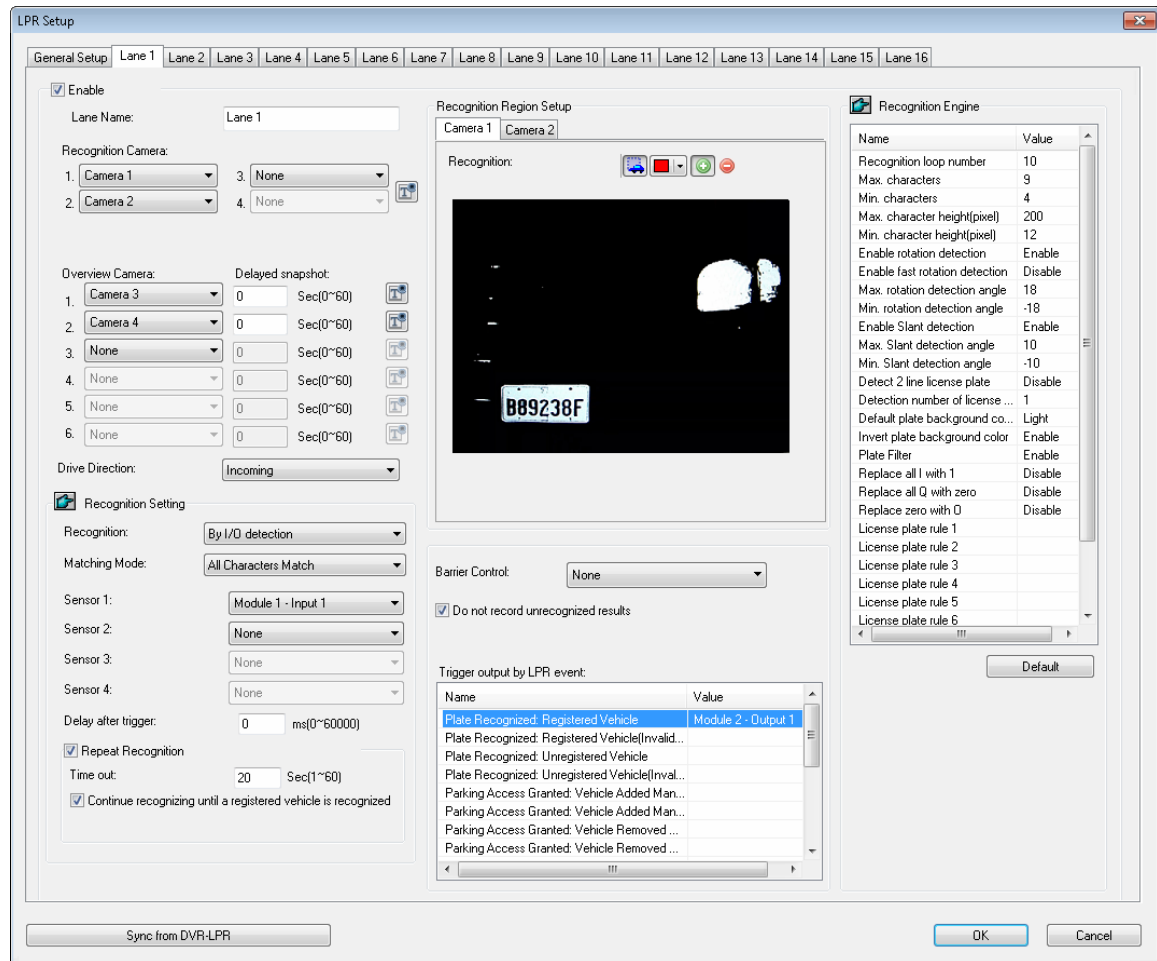 LPR Setup
General Setup Lane 1 Lane 2 Lane 3 Lane 4 Lane 5 Lane 6 Lane 7 Lane 8 Lane 9 Lane 10 Lane 11 Lane 12 Lane 13 Lane 14 Lane 15 Lane 16
Enable
Lane Name: Lane 1
Recognition Camera:
1. Camera 1 3. None
2. Camera 2 4. None
Overview Camera: Delayed snapshot:
1. Camera 3 0 Sec(0~60)
2. Camera 4 0 Sec(0~60)
3. None 0 Sec(0~60)
4. None 0 Sec(0~60)
5. None 0 Sec(0~60)
6. None 0 Sec(0~60)
Drive Direction: Incoming
Recognition Setting
Recognition: By I/O detection
Matching Mode: All Characters Match
Sensor 1: Module 1 - Input 1
Sensor 2: None
Sensor 3: None
Sensor 4: None
Delay after trigger: 0 ms(0~60000)
Repeat Recognition
Time out: 20 Sec(1~60)
Continue recognizing until a registered vehicle is recognized
Recognition Region Setup
Camera 1 Camera 2
Recognition:
B89238F
Barrier Control: None
Do not record unrecognized results
Trigger output by LPR event:
Name Value
Plate Recognized: Registered Vehicle Module 2 - Output 1
Plate Recognized: Registered Vehicle(Invalid...
Plate Recognized: Unregistered Vehicle
Plate Recognized: Unregistered Vehicle(Inval...
Parking Access Granted: Vehicle Added Man...
Parking Access Granted: Vehicle Added Man...
Parking Access Granted: Vehicle Removed ...
Parking Access Granted: Vehicle Removed ...
Recognition Engine
Name Value
Recognition loop number 10
Max. characters 9
Min. characters 4
Max. character height(pixel) 200
Min. character height(pixel) 12
Enable rotation detection Enable
Enable fast rotation detection Disable
Max. rotation detection angle 18
Min. rotation detection angle -18
Enable Slant detection Enable
Max. Slant detection angle 10
Min. Slant detection angle -10
Detect 2 line license plate Disable
Detection number of license ... 1
Default plate background co... Light
Invert plate background color Enable
Plate Filter Enable
Replace all I with 1 Disable
Replace all Q with zero Disable
Replace zero with O Disable
License plate rule 1
License plate rule 2
License plate rule 3
License plate rule 4
License plate rule 5
License plate rule 6
Default
Sync from DVR-LPR OK Cancel